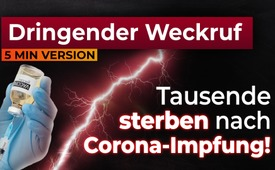 Dringender Weckruf
5 MIN VERSION
Tausende
sterben nach
Corona-Impfung!